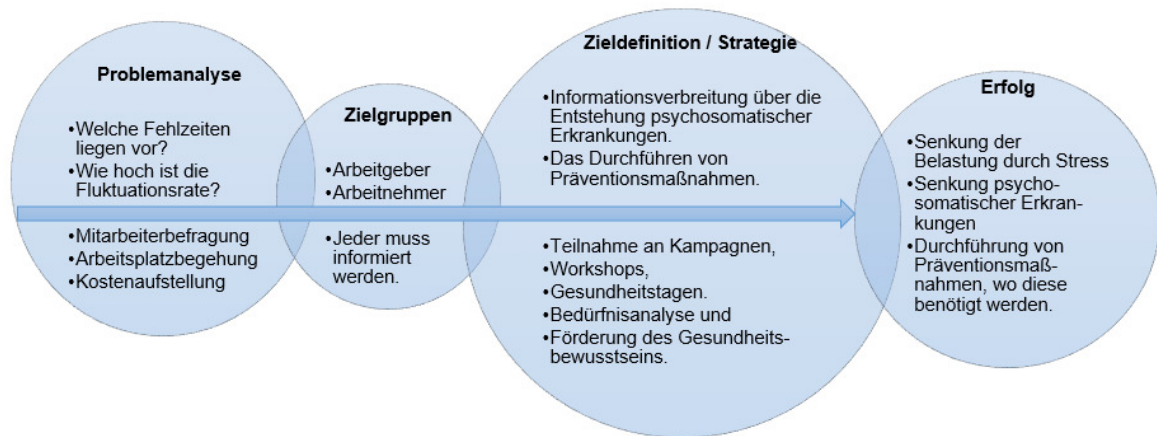 Problemanalyse
•Welche Fehlzeiten
liegen vor?
•Wie hoch ist die
Fluktuationsrate?
•Mitarbeiterbefragung
•Arbeitsplatzbegehung
•Kostenaufstellung
Zielgruppen
•Arbeitgeber
•Arbeitnehmer
•Jeder muss
informiert
werden.
Zieldefinition / Strategie
•Informationsverbreitung über die
Entstehung psychosomatischer
Erkrankungen.
•Das Durchführen von
Präventionsmaßnahmen.
•Teilnahme an Kampagnen,
•Workshops,
•Gesundheitstagen.
•Bedürfnisanalyse und
•Förderung des Gesundheits-
bewusstseins.
Erfolg
•Senkung der
Belastung durch Stress
•Senkung psycho-
somatischer Erkran-
kungen
•Durchführung von
Präventionsmaß-
nahmen, wo diese
benötigt werden.